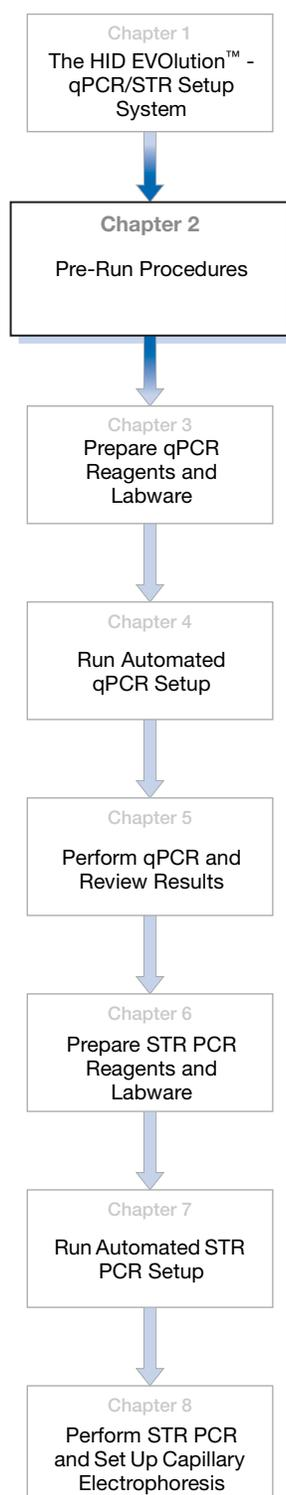 Chapter 1
The HID EVOlution™ -
qPCR/STR Setup
System
Chapter 2
Pre-Run Procedures
Chapter 3
Prepare qPCR
Reagents and
Labware
Chapter 4
Run Automated
qPCR Setup
Chapter 5
Perform qPCR and
Review Results
Chapter 6
Prepare STR PCR
Reagents and
Labware
Chapter 7
Run Automated STR
PCR Setup
Chapter 8
Perform STR PCR
and Set Up Capillary
Electrophoresis